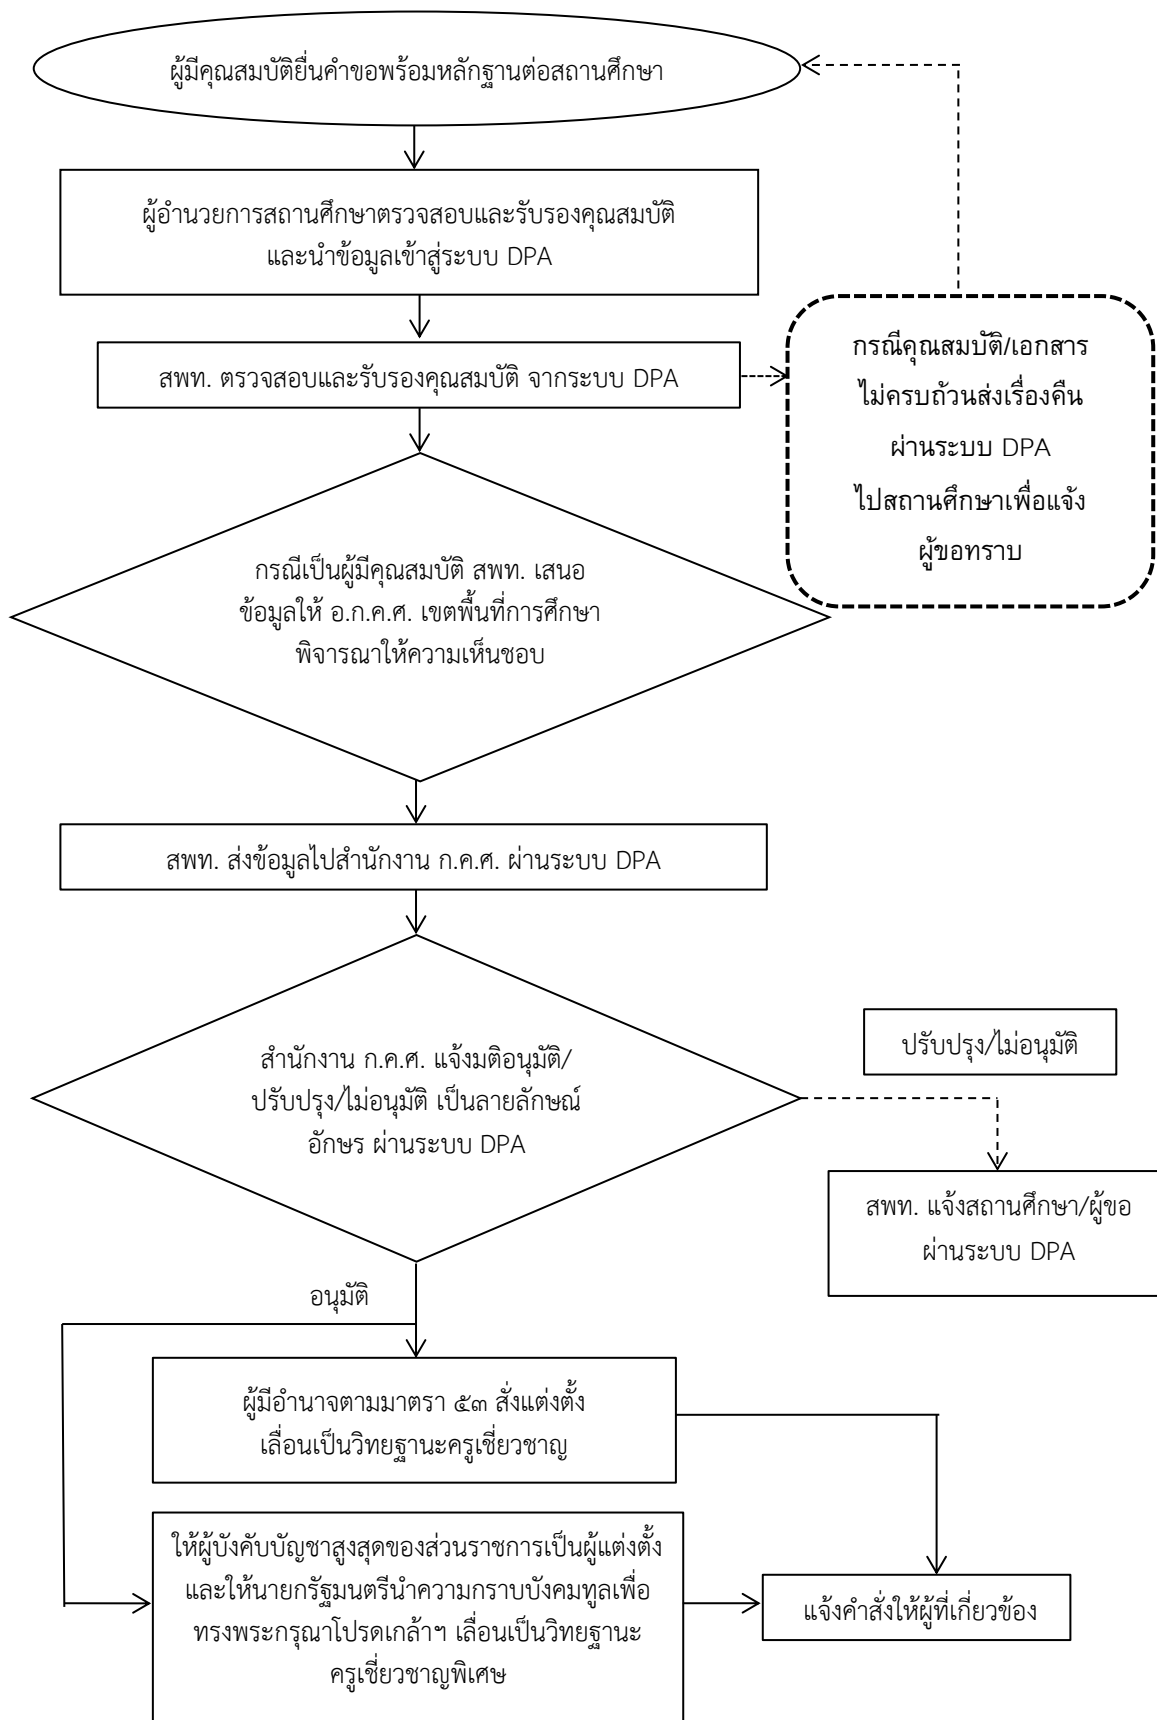 ผู้มีคุณสมบัติยื่นคำขอพร้อมหลักฐานต่อสถานศึกษา
ผู้อำนวยการสถานศึกษาตรวจสอบและรับรองคุณสมบัติ
และนำข้อมูลเข้าสู่ระบบ DPA
สพท. ตรวจสอบและรับรองคุณสมบัติ จากระบบ DPA
กรณีคุณสมบัติ/เอกสาร
ไม่ครบถ้วนส่งเรื่องคืน
ผ่านระบบ DPA
ไปสถานศึกษาเพื่อแจ้ง
ผู้ขอทราบ
กรณีเป็นผู้มีคุณสมบัติ สพท. เสนอ
ข้อมูลให้ อ.ก.ค.ศ. เขตพื้นที่การศึกษา
พิจารณาให้ความเห็นชอบ
สพท. ส่งข้อมูลไปสำนักงาน ก.ค.ศ. ผ่านระบบ DPA
สำนักงาน ก.ค.ศ. แจ้งมติอนุมัติ/
ปรับปรุง/ไม่อนุมัติ เป็นลายลักษณ์
อักษร ผ่านระบบ DPA
ปรับปรุง/ไม่อนุมัติ
สพท. แจ้งสถานศึกษา/ผู้ขอ
ผ่านระบบ DPA
อนุมัติ
ผู้มีอำนาจตามมาตรา ๕๓ สั่งแต่งตั้ง
เลื่อนเป็นวิทยฐานะครูเชี่ยวชาญ
ให้ผู้บังคับบัญชาสูงสุดของส่วนราชการเป็นผู้แต่งตั้ง
และให้นายกรัฐมนตรีนำความกราบบังคมทูลเพื่อ
ทรงพระกรุณาโปรดเกล้าฯ เลื่อนเป็นวิทยฐานะ
ครูเชี่ยวชาญพิเศษ
แจ้งคำสั่งให้ผู้ที่เกี่ยวข้อง